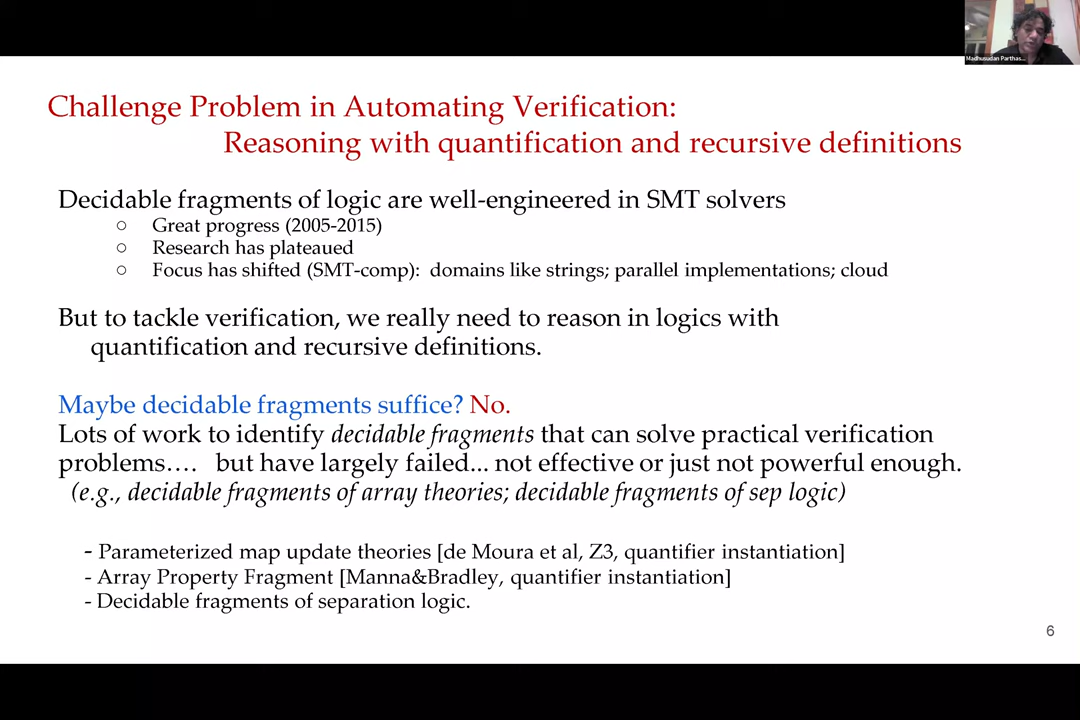 Madhusudan Parthas...
Challenge Problem in Automating Verification:
Reasoning with quantification and recursive definitions
Decidable fragments of logic are well-engineered in SMT solvers
○ Great progress (2005-2015)
○ Research has plateaued
○ Focus has shifted (SMT-comp): domains like strings; parallel implementations; cloud
But to tackle verification, we really need to reason in logics with
quantification and recursive definitions.
Maybe decidable fragments suffice? No.
Lots of work to identify decidable fragments that can solve practical verification
problems…. but have largely failed... not effective or just not powerful enough.
(e.g., decidable fragments of array theories; decidable fragments of sep logic)
- Parameterized map update theories [de Moura et al, Z3, quantifier instantiation]
- Array Property Fragment [Manna&Bradley, quantifier instantiation]
- Decidable fragments of separation logic.
6